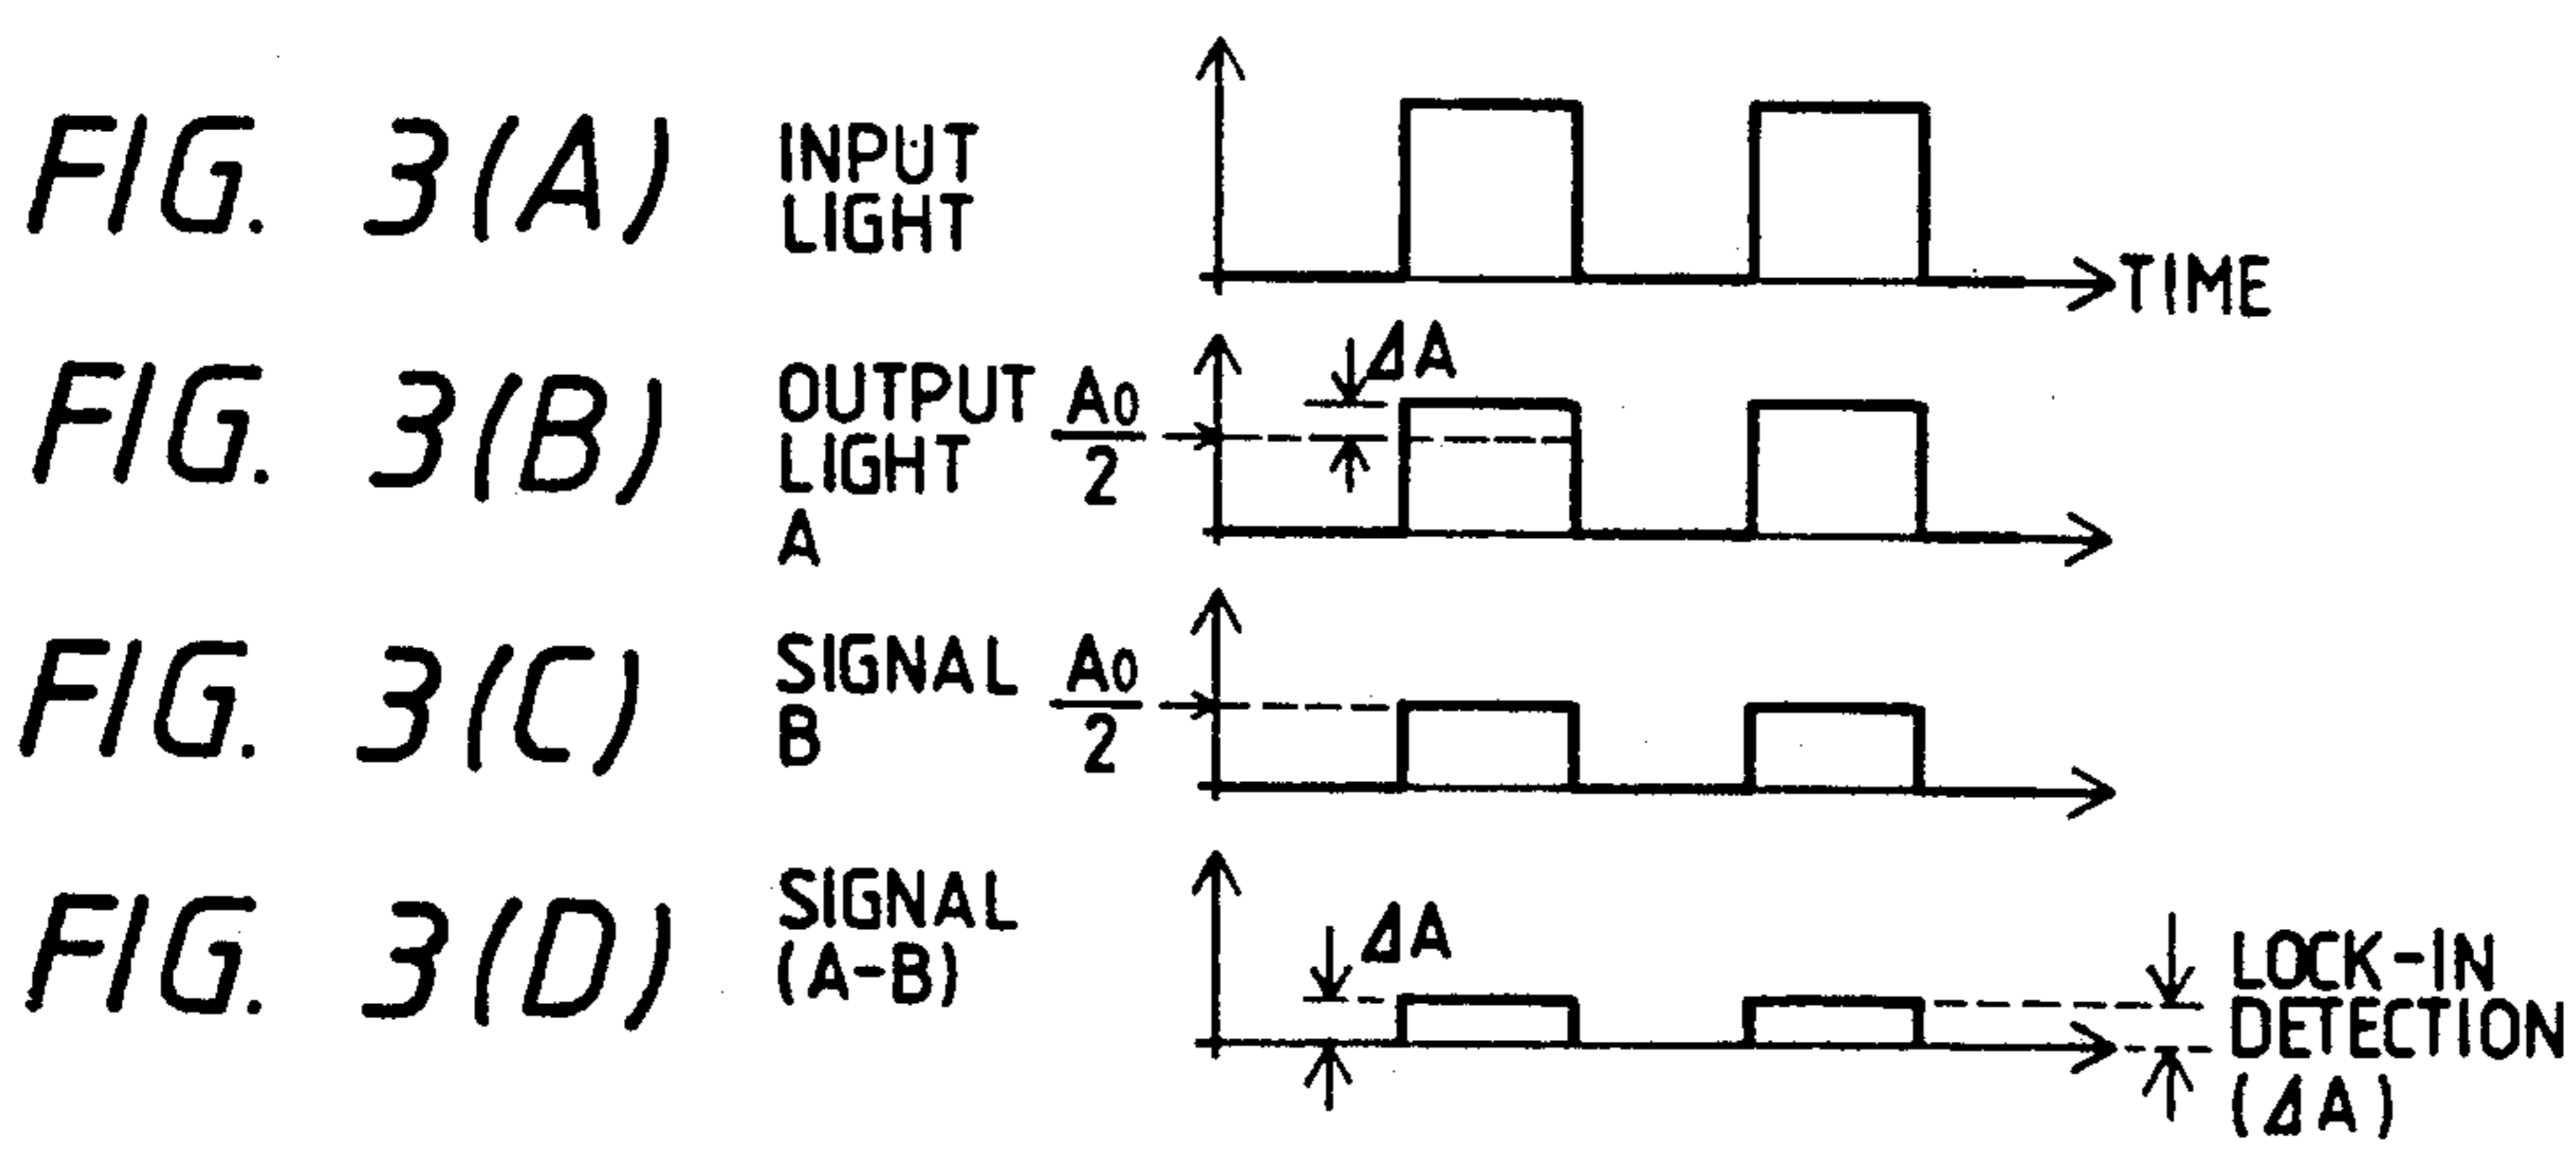 FIG. 3(A)
INPUT
LIGHT
TIME
FIG. 3(B)
OUTPUT
LIGHT
A
A0
2
ΔA
FIG. 3(C)
SIGNAL
B
A0
2
FIG. 3(D)
SIGNAL
(A-B)
ΔA
LOCK-IN
DETECTION
(ΔA)